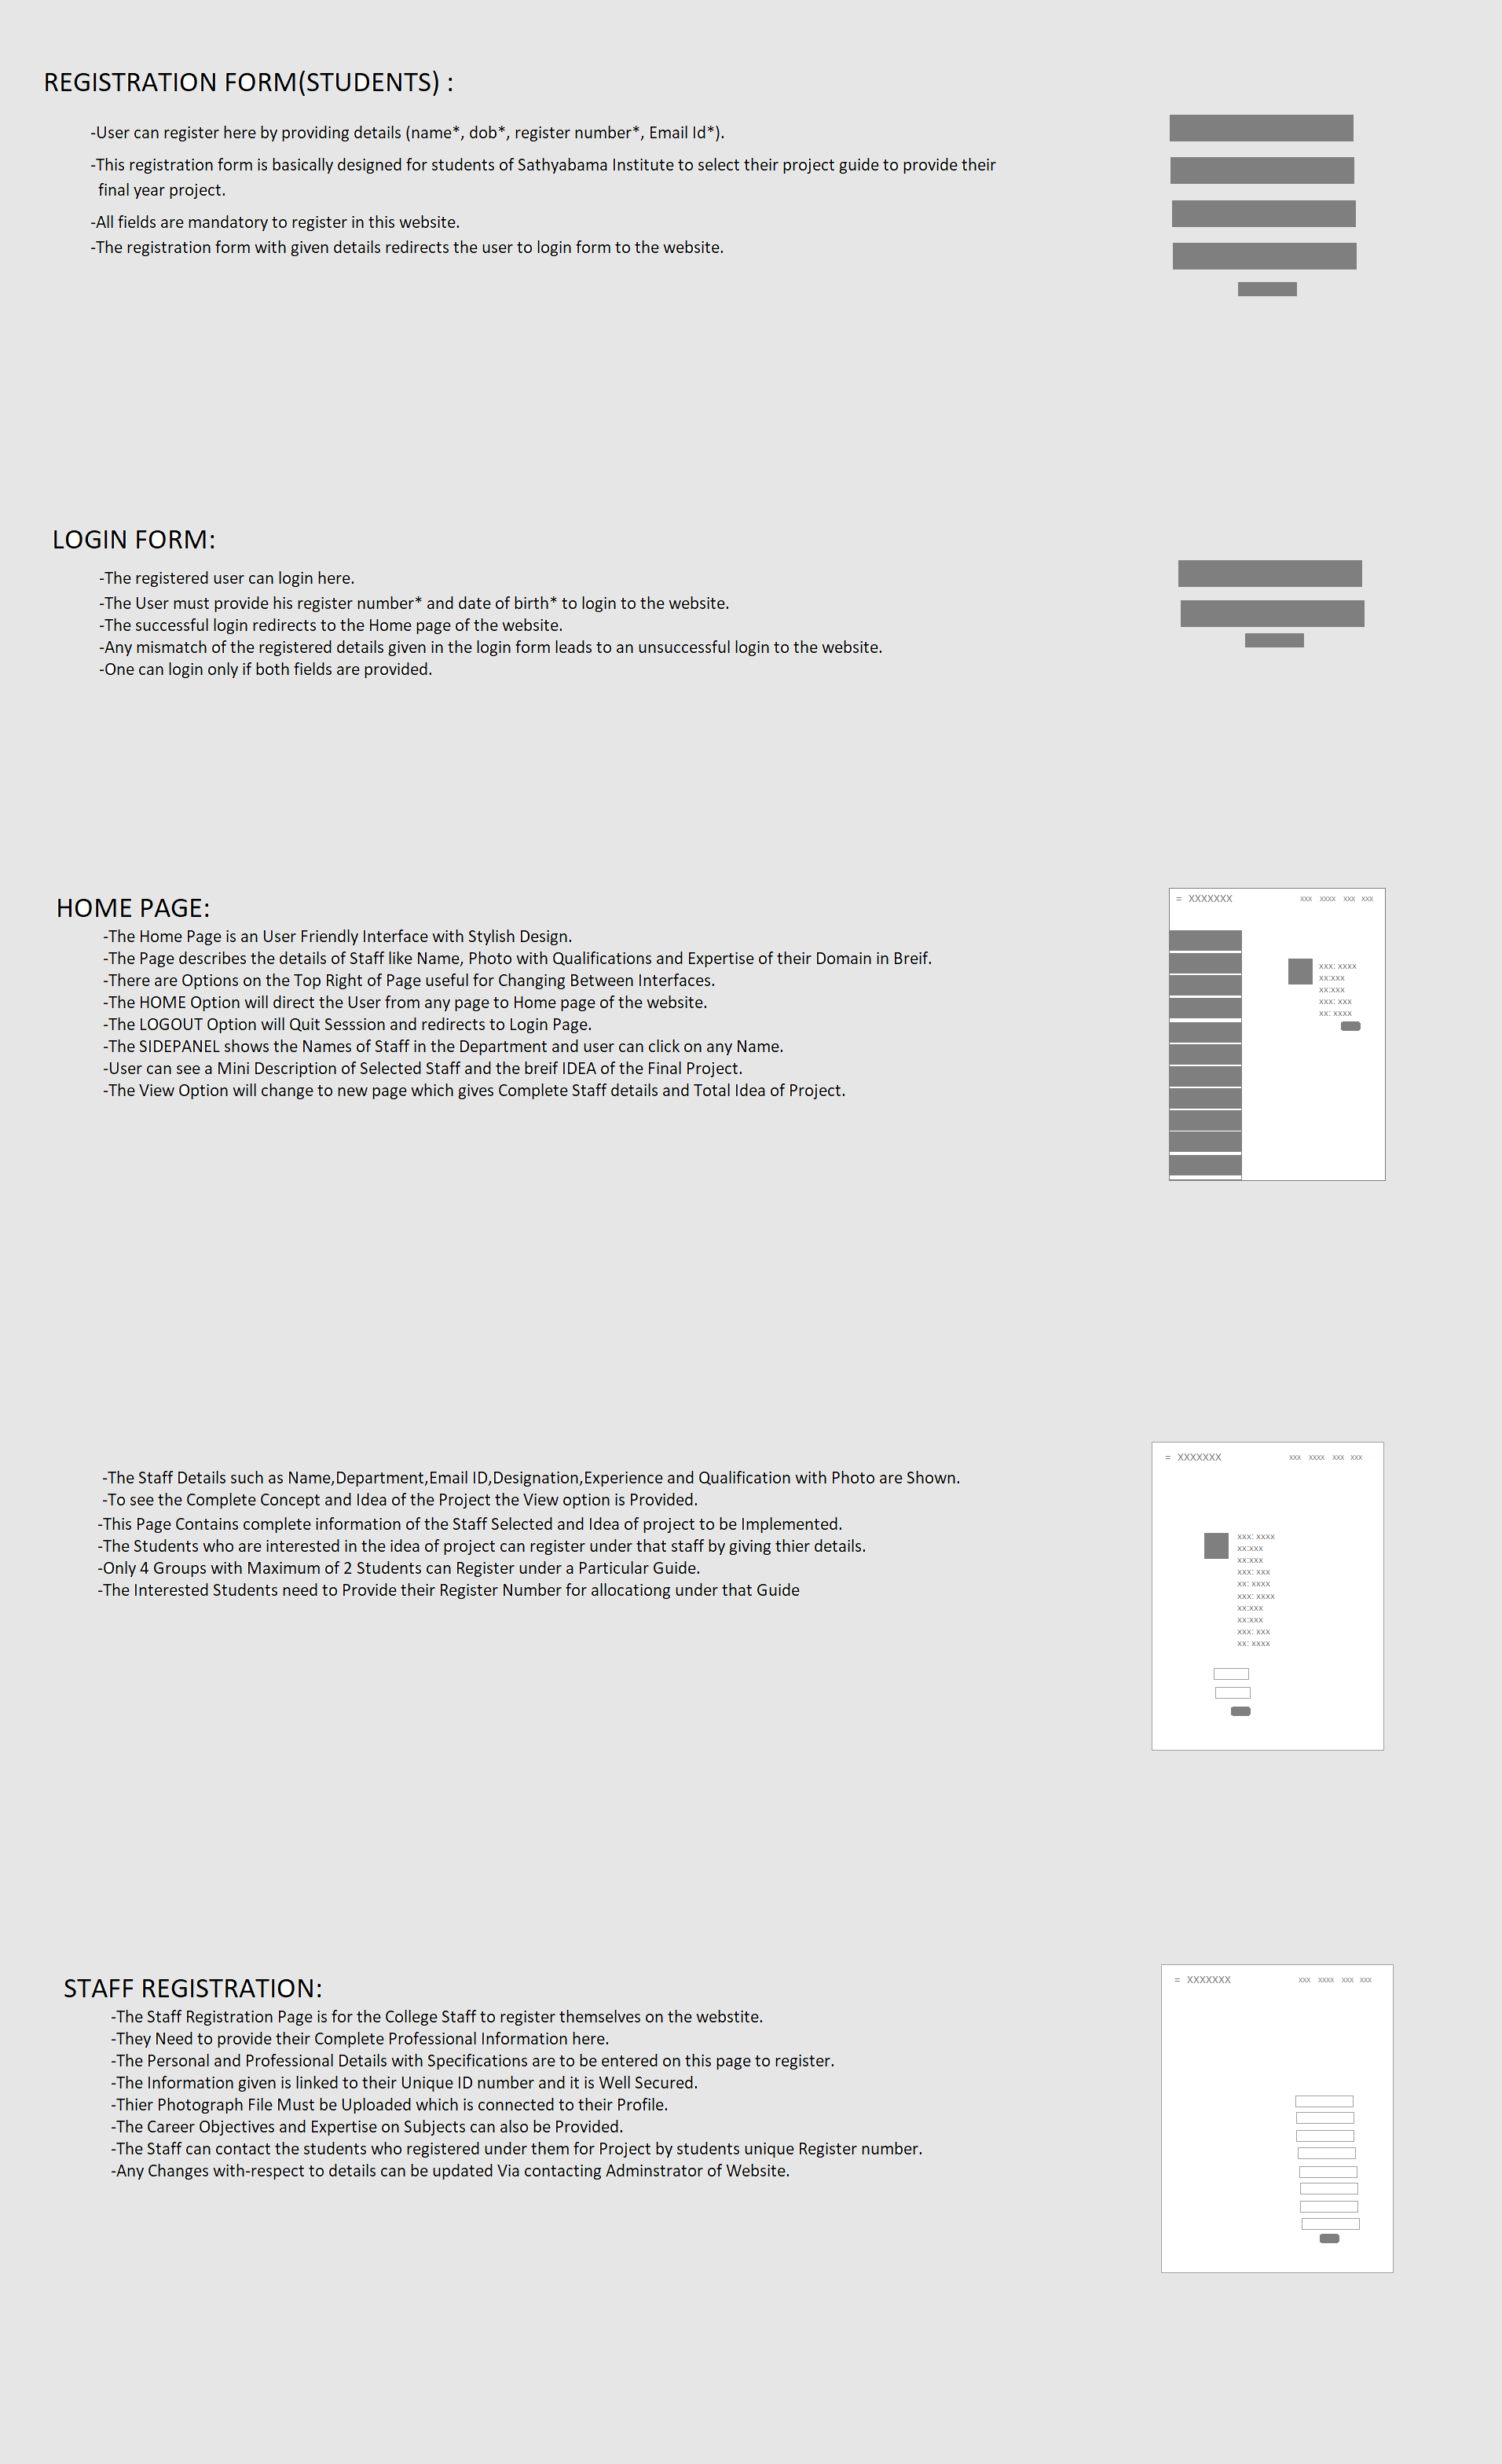 REGISTRATION FORM(STUDENTS) :
-User can register here by providing details (name*, dob*, register number*, Email Id*).
-This registration form is basically designed for students of Sathyabama Institute to select their project guide to provide their
final year project.
-All fields are mandatory to register in this website.
-The registration form with given details redirects the user to login form to the website.
LOGIN FORM:
-The registered user can login here.
-The User must provide his register number* and date of birth* to login to the website.
-The successful login redirects to the Home page of the website.
-Any mismatch of the registered details given in the login form leads to an unsuccessful login to the website.
-One can login only if both fields are provided.
HOME PAGE:
-The Home Page is an User Friendly Interface with Stylish Design.
-The Page describes the details of Staff like Name, Photo with Qualifications and Expertise of their Domain in Breif.
-There are Options on the Top Right of Page useful for Changing Between Interfaces.
-The HOME Option will direct the User from any page to Home page of the website.
-The LOGOUT Option will Quit Sesssion and redirects to Login Page.
-The SIDEPANEL shows the Names of Staff in the Department and user can click on any Name.
-User can see a Mini Description of Selected Staff and the breif IDEA of the Final Project.
-The View Option will change to new page which gives Complete Staff details and Total Idea of Project.
= XXXXXXX xxx xxxx xxx xxx
xxx: xxxx
xx:xxx
xx:xxx
xxx: xxx
xx: xxxx
-The Staff Details such as Name,Department,Email ID,Designation,Experience and Qualification with Photo are Shown.
-To see the Complete Concept and Idea of the Project the View option is Provided.
-This Page Contains complete information of the Staff Selected and Idea of project to be Implemented.
-The Students who are interested in the idea of project can register under that staff by giving thier details.
-Only 4 Groups with Maximum of 2 Students can Register under a Particular Guide.
-The Interested Students need to Provide their Register Number for allocationg under that Guide
= XXXXXXX xxx xxxx xxx xxx
xxx: xxxx
xx:xxx
xx:xxx
xxx: xxx
xx: xxxx
xxx: xxxx
xx:xxx
xx:xxx
xxx: xxx
xx: xxxx
STAFF REGISTRATION:
-The Staff Registration Page is for the College Staff to register themselves on the webstite.
-They Need to provide their Complete Professional Information here.
-The Personal and Professional Details with Specifications are to be entered on this page to register.
-The Information given is linked to their Unique ID number and it is Well Secured.
-Thier Photograph File Must be Uploaded which is connected to their Profile.
-The Career Objectives and Expertise on Subjects can also be Provided.
-The Staff can contact the students who registered under them for Project by students unique Register number.
-Any Changes with-respect to details can be updated Via contacting Adminstrator of Website.
= XXXXXXX xxx xxxx xxx xxx